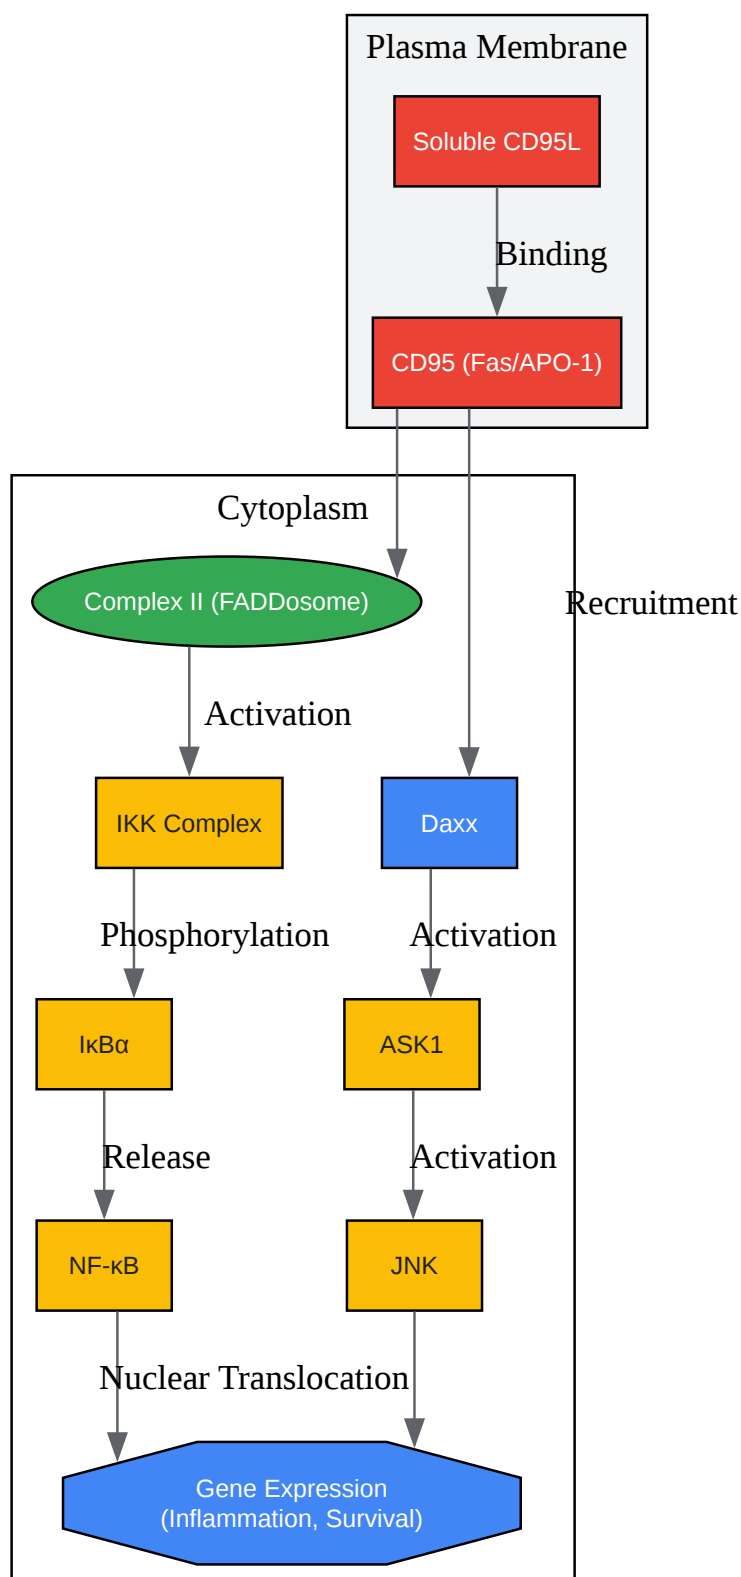 Plasma Membrane
Soluble CD95L
Binding
CD95 (Fas/APO-1)
Cytoplasm
Complex II (FADDosome)
Recruitment
Activation
IKK Complex
Daxx
Phosphorylation
Activation
IκBα
ASK1
Release
Activation
NF-κB
JNK
Nuclear Translocation
Gene Expression
(Inflammation, Survival)